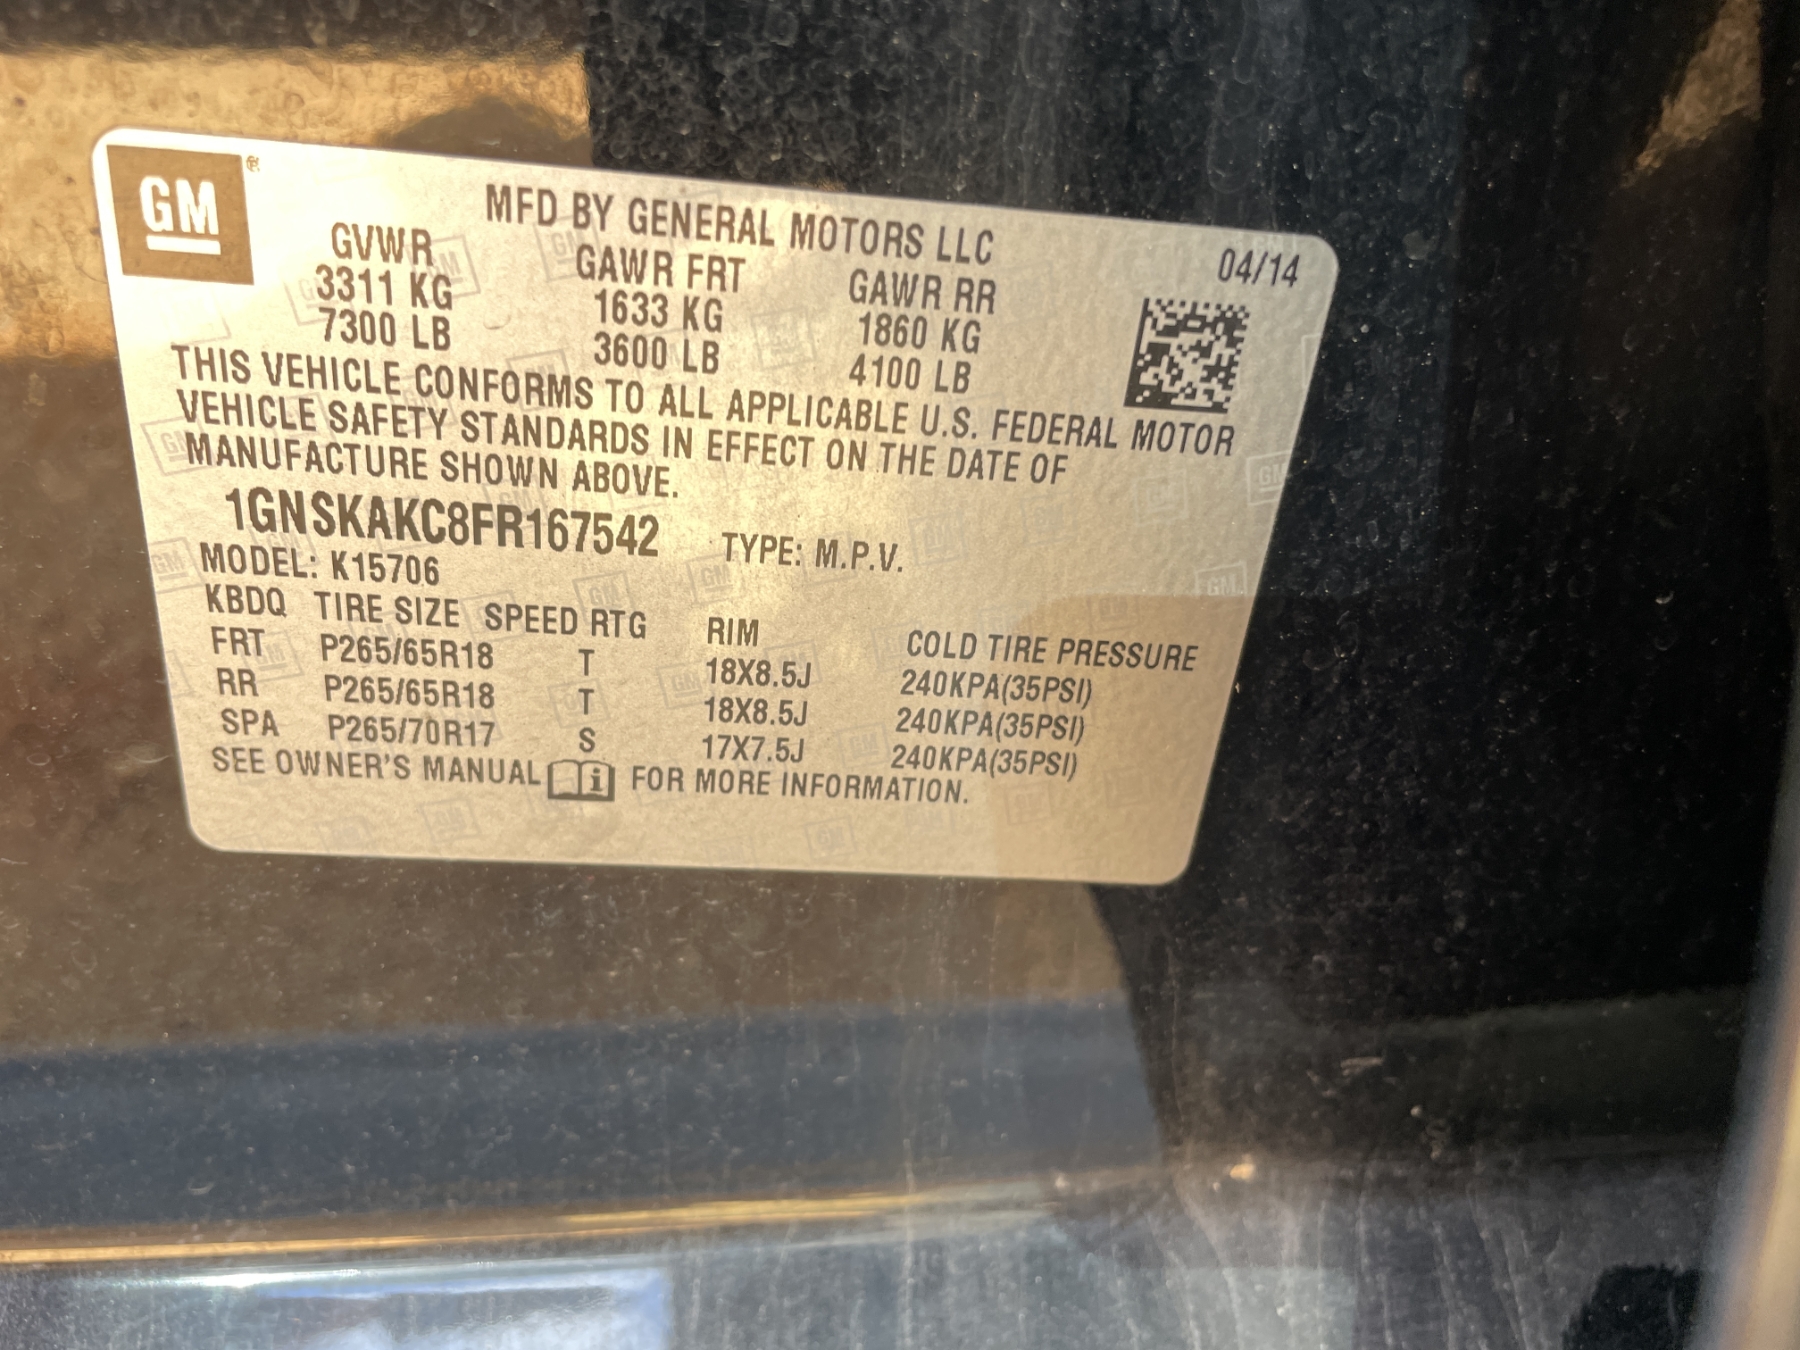 GM
MFD BY GENERAL MOTORS LLC
04/14
GVWR GAWR FRT GAWR RR
3311 KG 1633 KG 1860 KG
7300 LB 3600 LB 4100 LB
THIS VEHICLE CONFORMS TO ALL APPLICABLE U.S. FEDERAL MOTOR
VEHICLE SAFETY STANDARDS IN EFFECT ON THE DATE OF
MANUFACTURE SHOWN ABOVE.
1GNSKAKC8FR167542 TYPE: M.P.V.
MODEL: K15706
KBDQ TIRE SIZE SPEED RTG RIM COLD TIRE PRESSURE
FRT P265/65R18 T 18X8.5J 240KPA(35PSI)
RR P265/65R18 T 18X8.5J 240KPA(35PSI)
SPA P265/70R17 S 17X7.5J 240KPA(35PSI)
SEE OWNER'S MANUAL i FOR MORE INFORMATION.